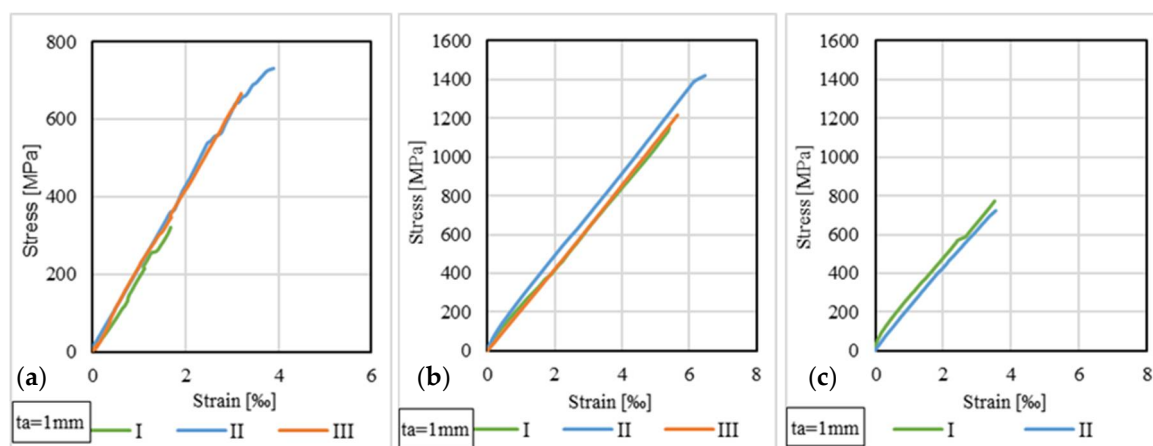 800
600
400
200
0
Stress [MPa]
0 2 4 6
(a)
Strain [‰]
ta=1mm
I II III
1600
1400
1200
1000
800
600
400
200
0
Stress [MPa]
0 2 4 6 8
(b)
Strain [‰]
ta=1mm
I II III
1600
1400
1200
1000
800
600
400
200
0
Stress [MPa]
0 2 4 6 8
(c)
Strain [‰]
ta=1mm
I II